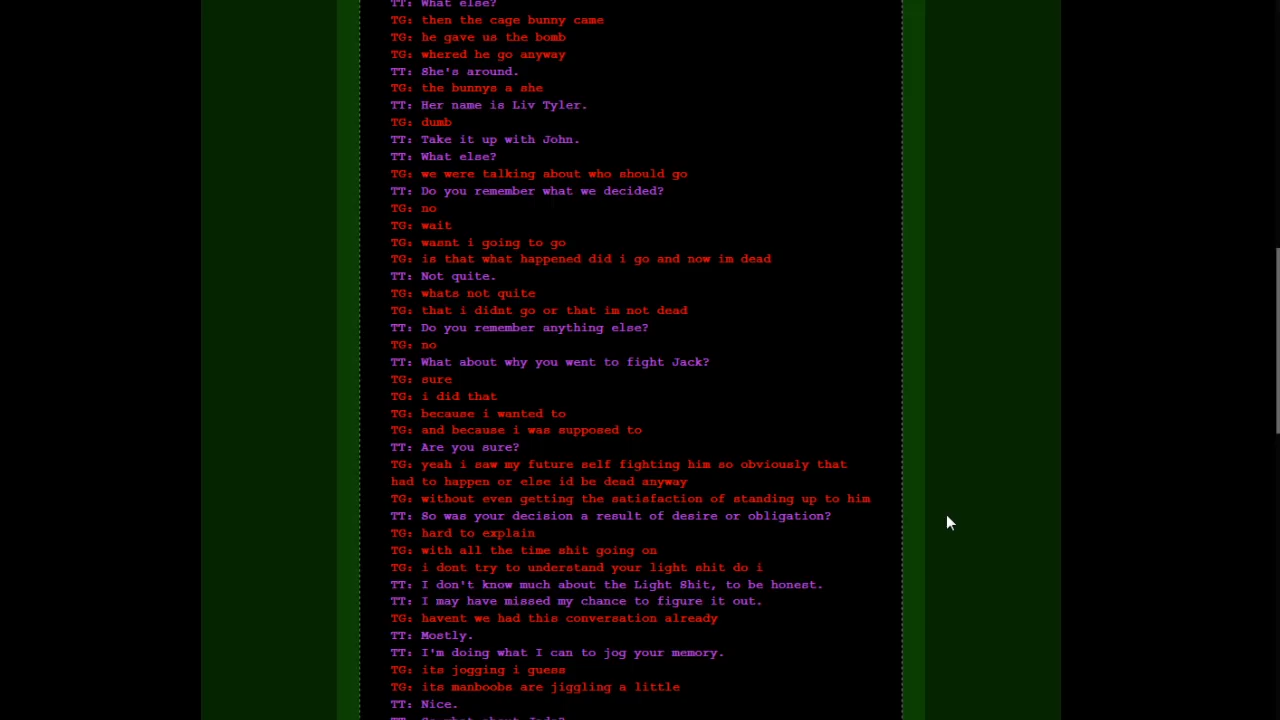 TT: What else?
TG: then the cage bunny came
TG: he gave us the bomb
TG: whered he go anyway
TT: She's around.
TG: the bunnys a she
TT: Her name is Liv Tyler.
TG: dumb
TT: Take it up with John.
TT: What else?
TG: we were talking about who should go
TT: Do you remember what we decided?
TG: no
TG: wait
TG: wasnt i going to go
TG: is that what happened did i go and now im dead
TT: Not quite.
TG: whats not quite
TG: that i didnt go or that im not dead
TT: Do you remember anything else?
TG: no
TT: What about why you went to fight Jack?
TG: sure
TG: i did that
TG: because i wanted to
TG: and because i was supposed to
TT: Are you sure?
TG: yeah i saw my future self fighting him so obviously that
had to happen or else id be dead anyway
TG: without even getting the satisfaction of standing up to him
TT: So was your decision a result of desire or obligation?
TG: hard to explain
TG: with all the time shit going on
TG: i dont try to understand your light shit do i
TT: I don't know much about the Light Shit, to be honest.
TT: I may have missed my chance to figure it out.
TG: havent we had this conversation already
TT: Mostly.
TT: I'm doing what I can to jog your memory.
TG: its jogging i guess
TG: its manboobs are jiggling a little
TT: Nice.
TT: So what about Jade?